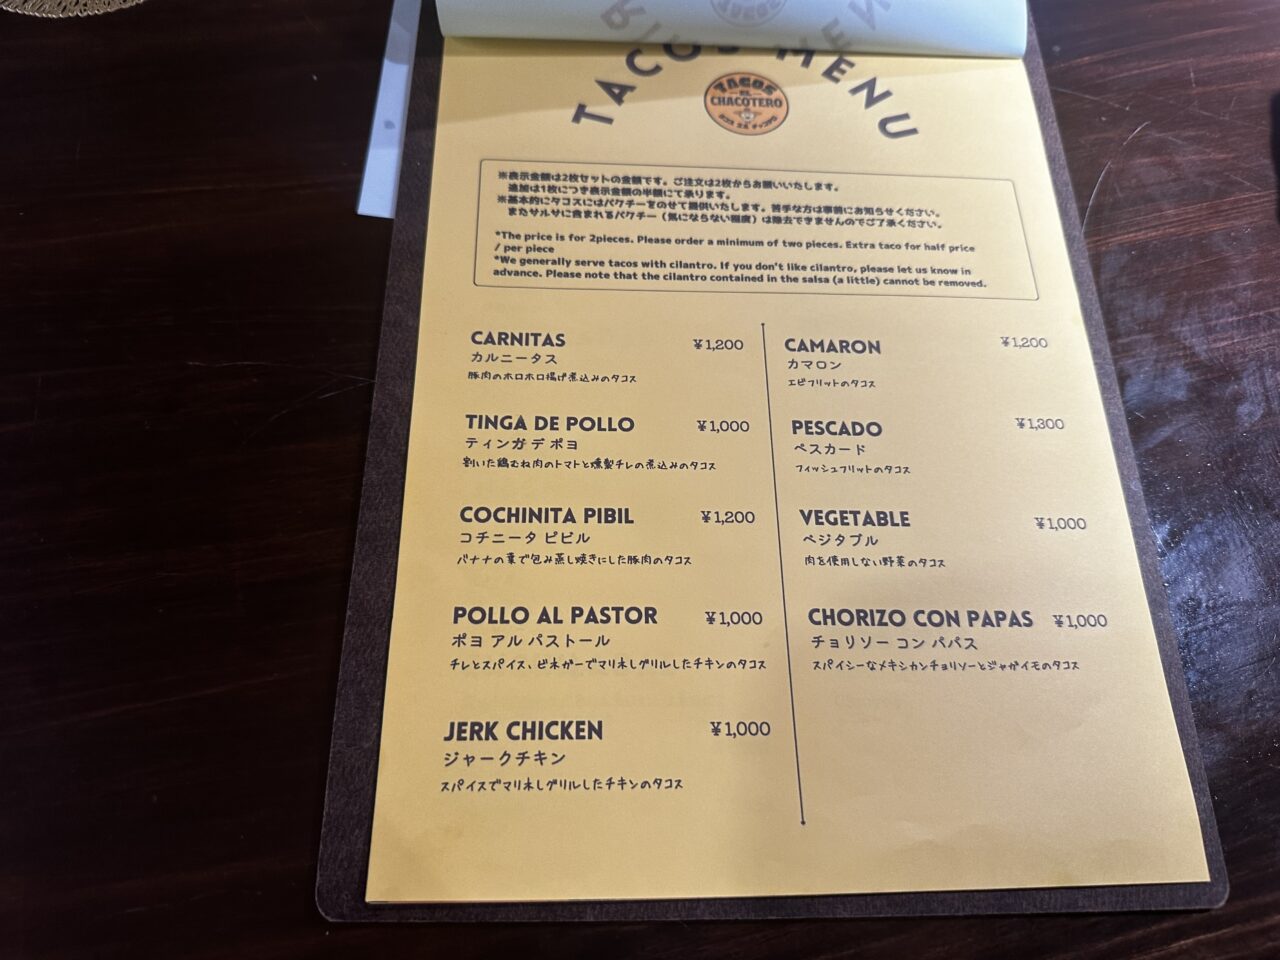 TACOS MENU
TACOS
EL
CHACOTERO
タコス エル チャコテロ
※表示金額は2枚セットの金額です。ご注文は2枚からお願いいたします。
追加は1枚につき表示金額の半額にて承ります。
※基本的にタコスにはパクチーをのせて提供いたします。苦手な方は事前にお知らせください。
またサルサに含まれるパクチー（気にならない程度）は除去できませんのでご了承ください。
*The price is for 2pieces. Please order a minimum of two pieces. Extra taco for half price
/ per piece
*We generally serve tacos with cilantro. If you don't like cilantro, please let us know in
advance. Please note that the cilantro contained in the salsa (a little) cannot be removed.
CARNITAS ¥1,200
カルニータス
豚肉のホロホロ揚げ煮込みのタコス
TINGA DE POLLO ¥1,000
ティンガ デ ポヨ
割いた鶏むね肉のトマトと燻製チレの煮込みのタコス
COCHINITA PIBIL ¥1,200
コチニータ ピビル
バナナの葉で包み蒸し焼きにした豚肉のタコス
POLLO AL PASTOR ¥1,000
ポヨ アル パストール
チレとスパイス、ビネガーでマリネしグリルしたチキンのタコス
JERK CHICKEN ¥1,000
ジャークチキン
スパイスでマリネしグリルしたチキンのタコス
CAMARON ¥1,200
カマロン
エビフリットのタコス
PESCADO ¥1,300
ペスカード
フィッシュフリットのタコス
VEGETABLE ¥1,000
ベジタブル
肉を使用しない野菜のタコス
CHORIZO CON PAPAS ¥1,000
チョリソー コン パパス
スパイシーなメキシカンチョリソーとジャガイモのタコス